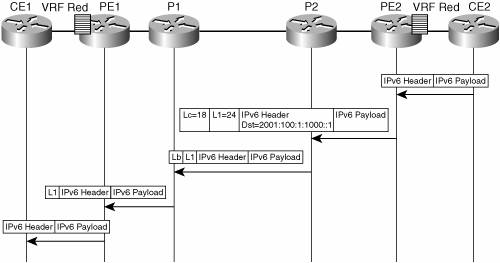 CE1 VRF Red PE1 P1 P2 PE2 VRF Red CE2
IPv6 Header IPv6 Payload
Lc=18 L1=24 IPv6 Header IPv6 Payload
Dst=2001:100:1:1000::1
Lb L1 IPv6 Header IPv6 Payload
L1 IPv6 Header IPv6 Payload
IPv6 Header IPv6 Payload